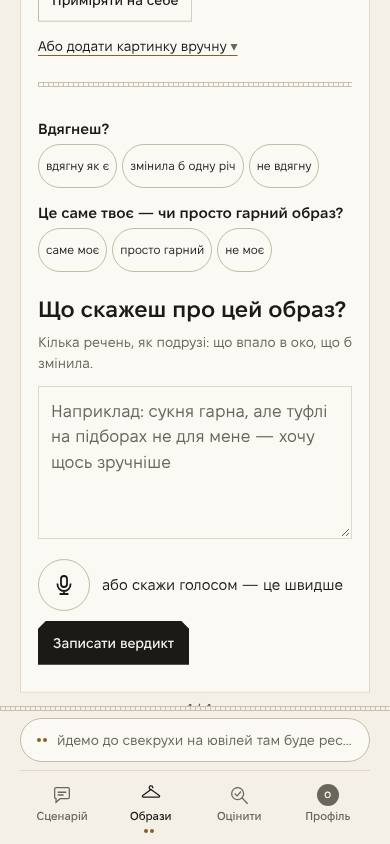 Приміряти на себе
Або додати картинку вручну ▾
Вдягнеш?
вдягну як є
змінила б одну річ
не вдягну
Це саме твоє — чи просто гарний образ?
саме моє
просто гарний
не моє
Що скажеш про цей образ?
Кілька речень, як подрузі: що впало в око, що б
змінила.
Наприклад: сукня гарна, але туфлі
на підборах не для мене — хочу
щось зручніше
або скажи голосом — це швидше
Записати вердикт
йдемо до свекрухи на ювілей там буде рес…
Сценарій
Образи
Оцінити
О
Профіль